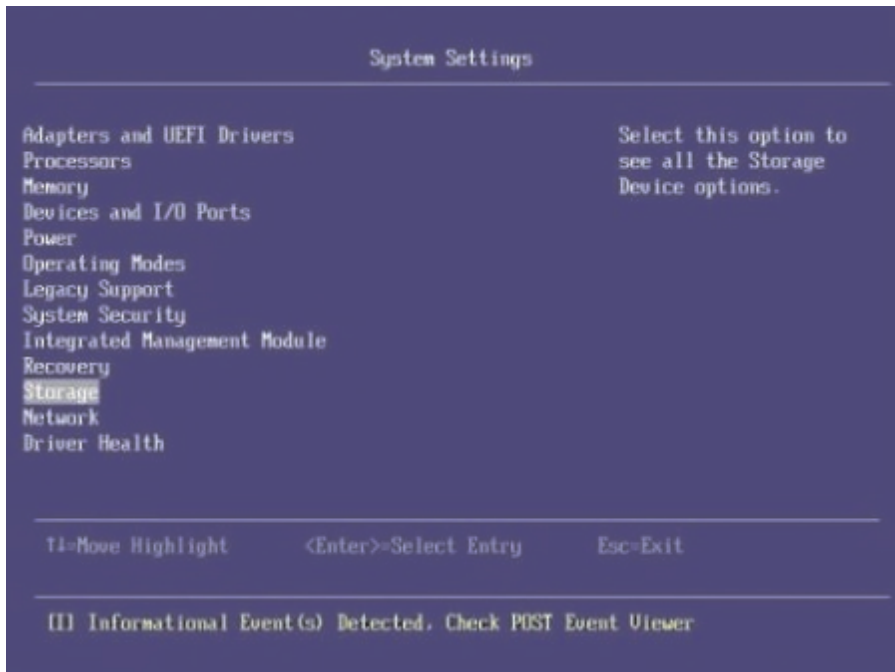 System Settings
Adapters and UEFI Drivers
Processors
Memory
Devices and I/O Ports
Power
Operating Modes
Legacy Support
System Security
Integrated Management Module
Recovery
Storage
Network
Driver Health
Select this option to
see all the Storage
Device options.
↑↓=Move Highlight <Enter>=Select Entry Esc=Exit
[I] Informational Event(s) Detected, Check POST Event Viewer